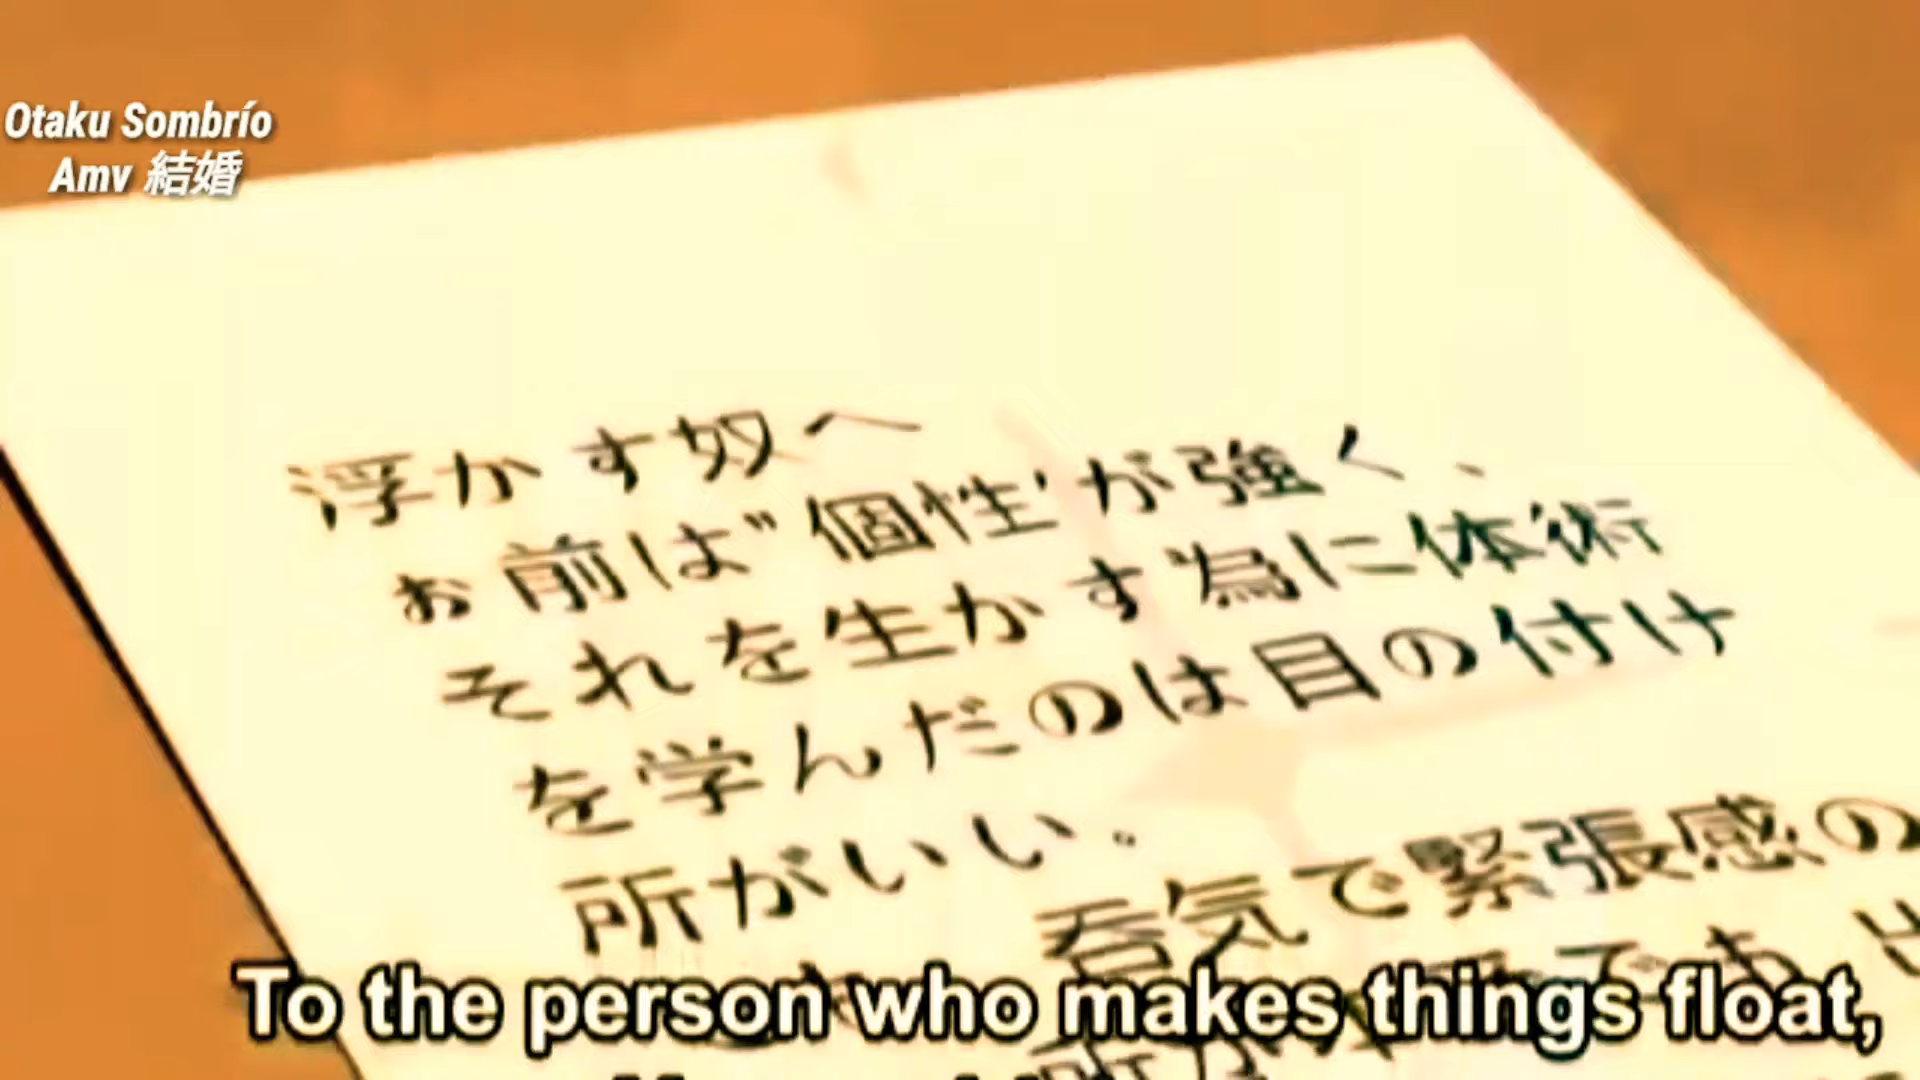 Otaku Sombrío
Amv 結婚
浮かす奴へ
お前は"個性"が強く、
それを生かす為に体術
を学んだのは目の付け
所がいい。
呑気で緊張感の
To the person who makes things float,